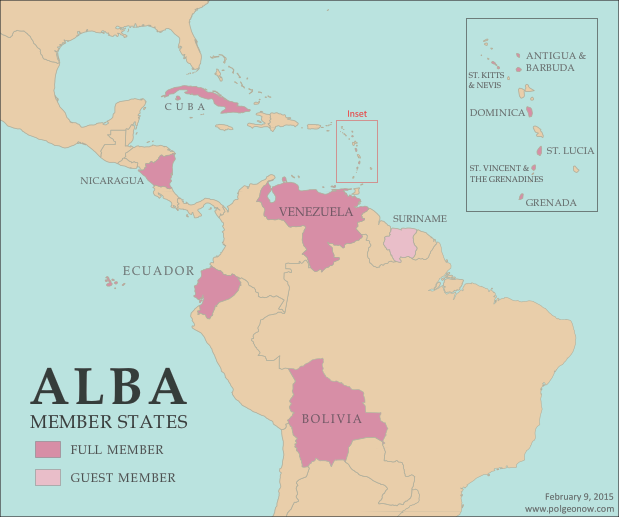 ALBA
MEMBER STATES
FULL MEMBER
GUEST MEMBER
CUBA
NICARAGUA
VENEZUELA
SURINAME
ECUADOR
BOLIVIA
Inset
ANTIGUA &
BARBUDA
ST. KITTS
& NEVIS
DOMINICA
ST. LUCIA
ST. VINCENT &
THE GRENADINES
GRENADA
February 9, 2015
www.polgeonow.com